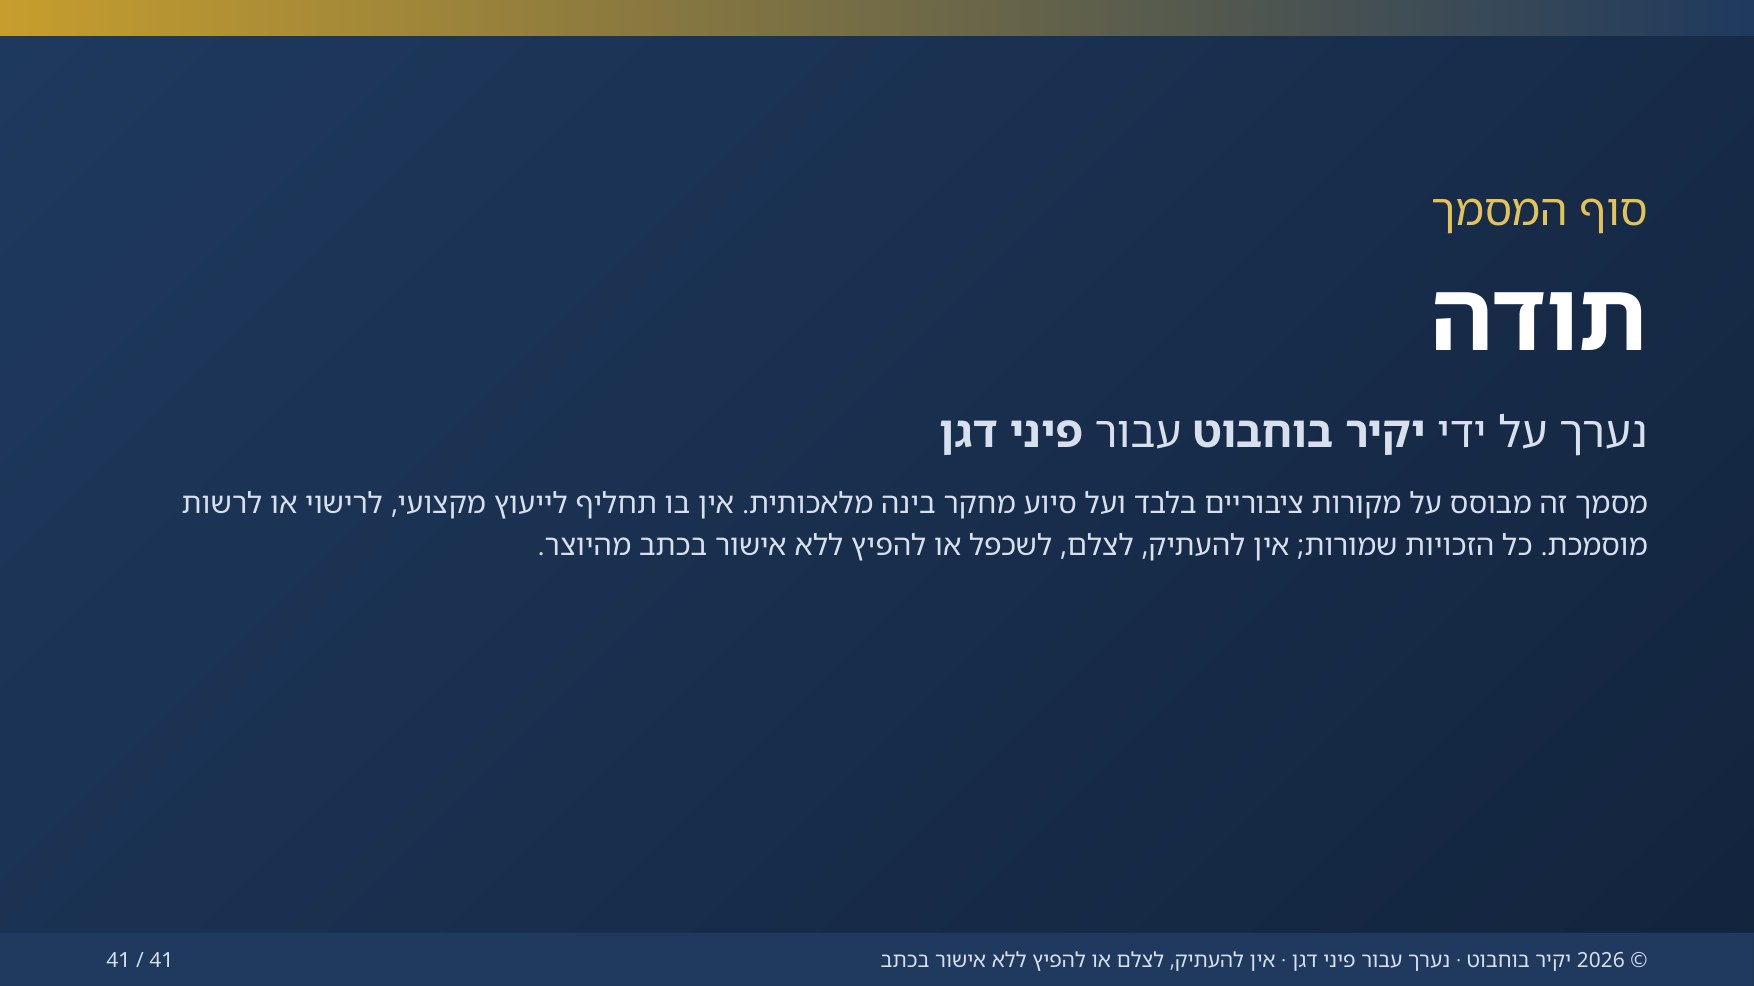 סוף המסמך
תודה
נערך על ידי יקיר בוחבוט עבור פיני דגן
מסמך זה מבוסס על מקורות ציבוריים בלבד ועל סיוע מחקר בינה מלאכותית. אין בו תחליף לייעוץ מקצועי, לרישוי או לרשות
מוסמכת. כל הזכויות שמורות; אין להעתיק, לצלם, לשכפל או להפיץ ללא אישור בכתב מהיוצר.
© 2026 יקיר בוחבוט · נערך עבור פיני דגן · אין להעתיק, לצלם או להפיץ ללא אישור בכתב
41 / 41